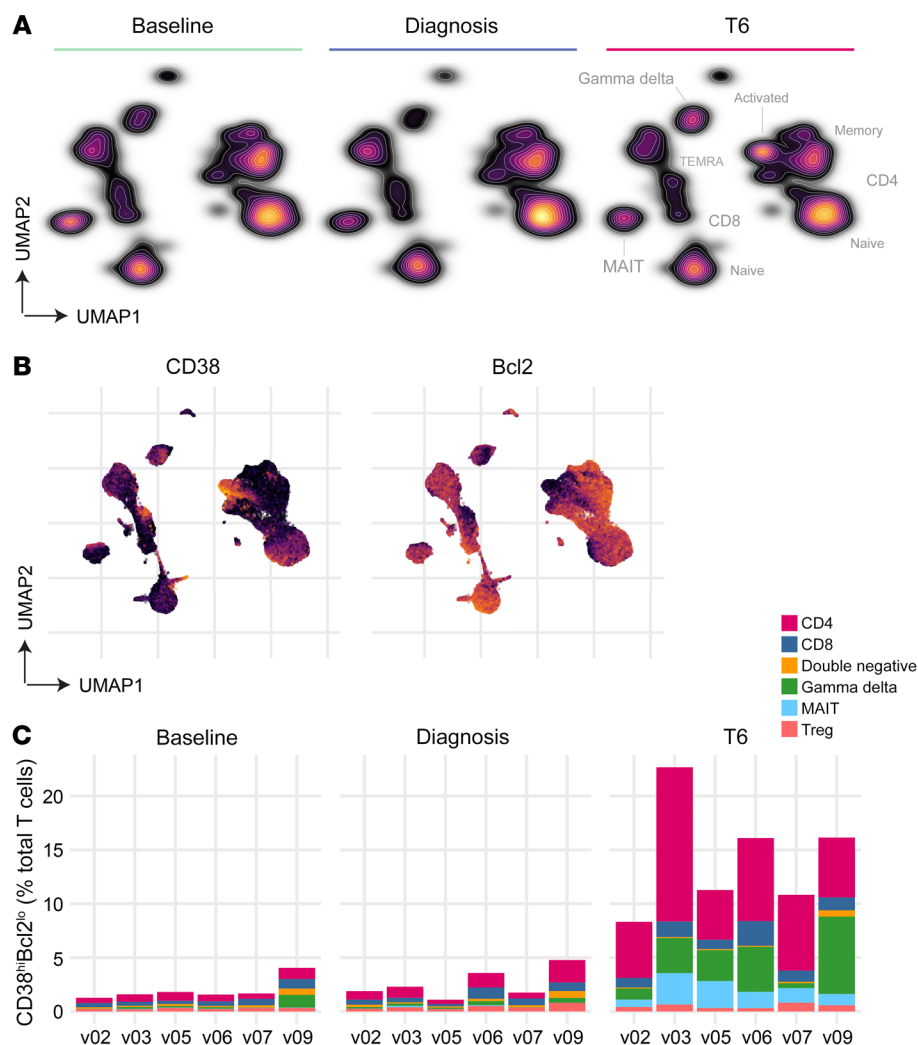 A
Baseline
Diagnosis
T6
Gamma delta
Activated
Memory
TEMRA
CD4
CD8
Naive
MAIT
Naive
UMAP2
UMAP1
B
CD38
Bcl2
UMAP2
UMAP1
CD4
CD8
Double negative
Gamma delta
MAIT
Treg
C
Baseline
Diagnosis
T6
CD38hiBcl2lo (% total T cells)
20
15
10
5
0
v02 v03 v05 v06 v07 v09
v02 v03 v05 v06 v07 v09
v02 v03 v05 v06 v07 v09